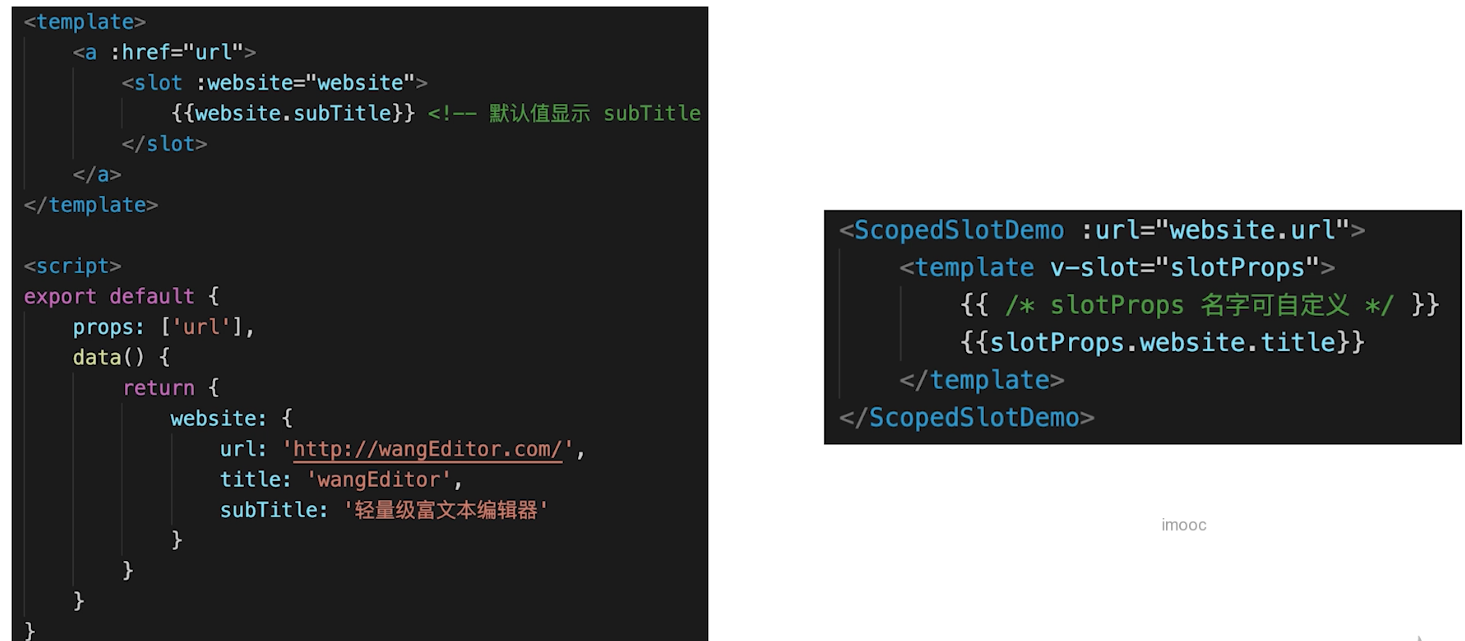 <template>
<a :href="url">
<slot :website="website">
{{website.subTitle}} <!-- 默认值显示 subTitle
</slot>
</a>
</template>
<script>
export default {
props: ['url'],
data() {
return {
website: {
url: 'http://wangEditor.com/',
title: 'wangEditor',
subTitle: '轻量级富文本编辑器'
}
}
}
}
<ScopedSlotDemo :url="website.url">
<template v-slot="slotProps">
{{ /* slotProps 名字可自定义 */ }}
{{slotProps.website.title}}
</template>
</ScopedSlotDemo>
imooc